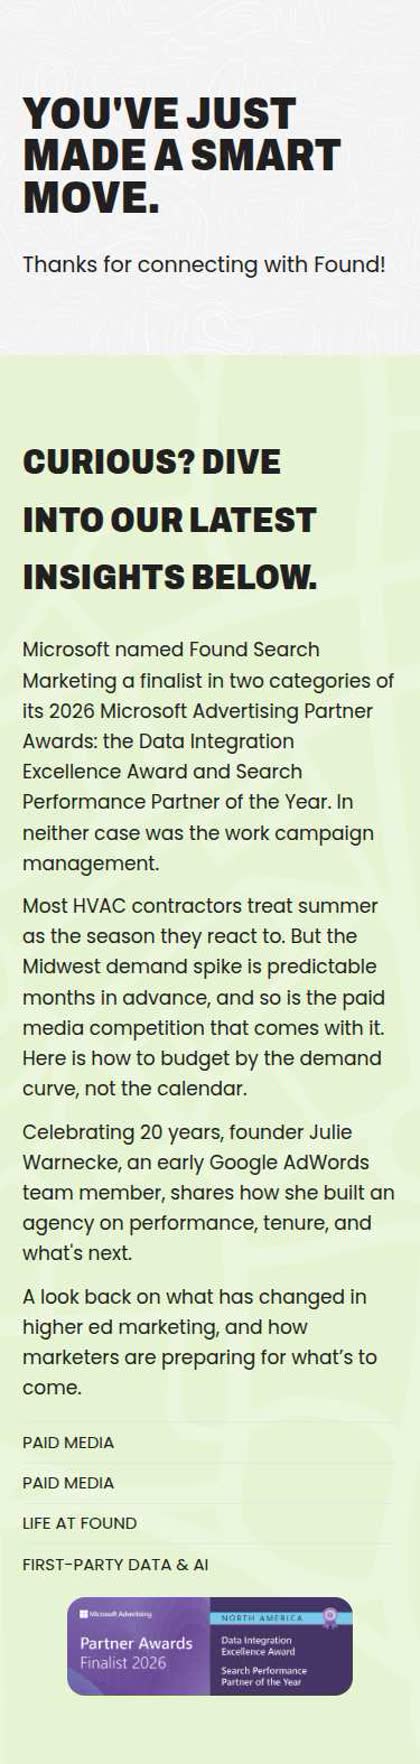 YOU'VE JUST
MADE A SMART
MOVE.
Thanks for connecting with Found!
CURIOUS? DIVE
INTO OUR LATEST
INSIGHTS BELOW.
Microsoft named Found Search
Marketing a finalist in two categories of
its 2026 Microsoft Advertising Partner
Awards: the Data Integration
Excellence Award and Search
Performance Partner of the Year. In
neither case was the work campaign
management.
Most HVAC contractors treat summer
as the season they react to. But the
Midwest demand spike is predictable
months in advance, and so is the paid
media competition that comes with it.
Here is how to budget by the demand
curve, not the calendar.
Celebrating 20 years, founder Julie
Warnecke, an early Google AdWords
team member, shares how she built an
agency on performance, tenure, and
what's next.
A look back on what has changed in
higher ed marketing, and how
marketers are preparing for what’s to
come.
PAID MEDIA
PAID MEDIA
LIFE AT FOUND
FIRST-PARTY DATA & AI
Microsoft Advertising
Partner Awards
Finalist 2026
NORTH AMERICA
Data Integration
Excellence Award
Search Performance
Partner of the Year